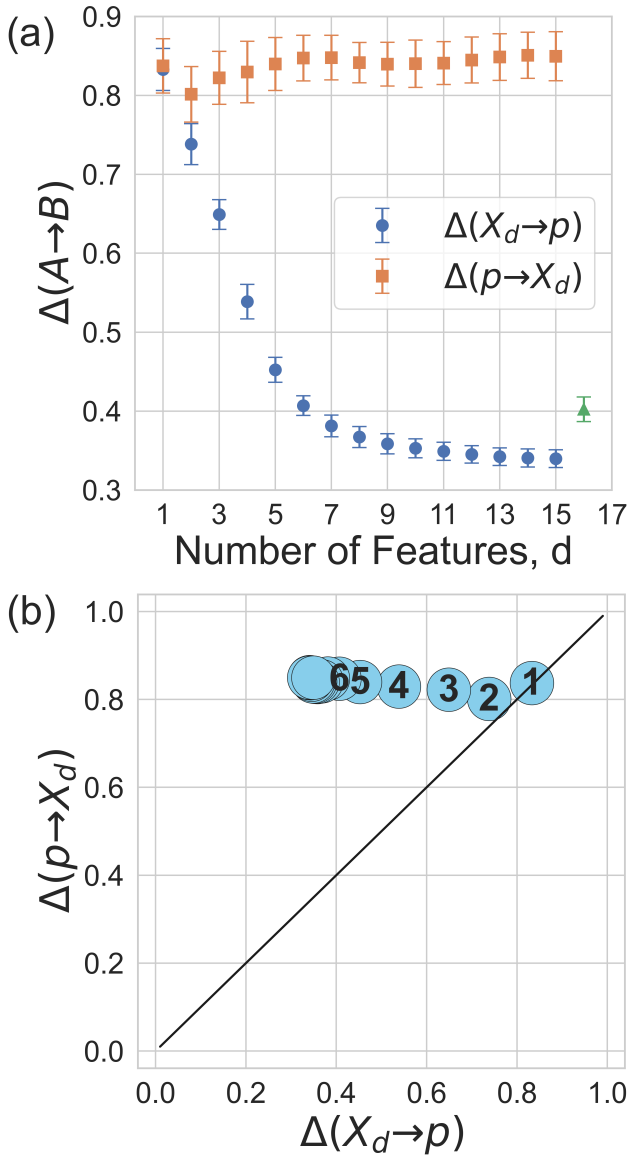 (a)
Δ(A→B)
0.9
0.8
0.7
0.6
0.5
0.4
0.3
Δ(X_d→p)
Δ(p→X_d)
1 3 5 7 9 11 13 15 17
Number of Features, d
(b)
Δ(p→X_d)
1.0
0.8
0.6
0.4
0.2
0.0
6 5 4 3 2 1
0.0 0.2 0.4 0.6 0.8 1.0
Δ(X_d→p)